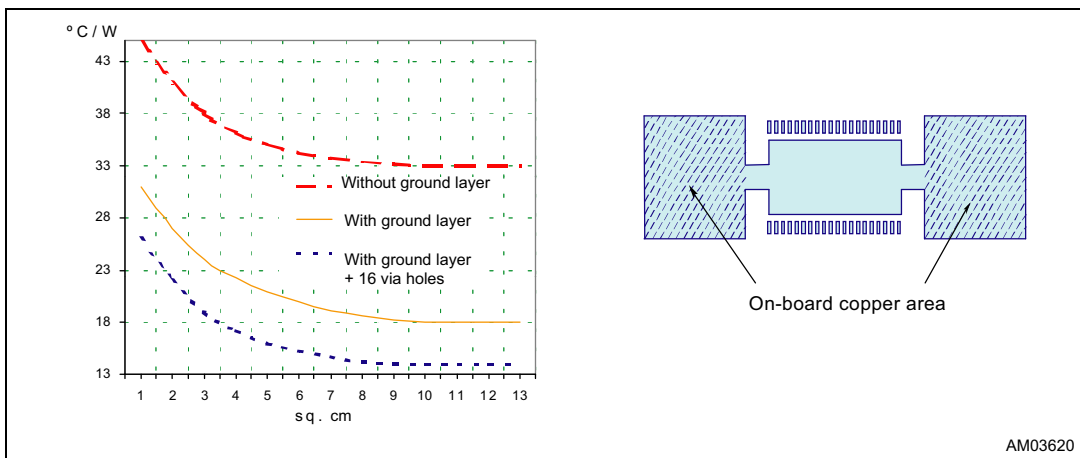 º C / W
43
38
33
28
23
18
13
1 2 3 4 5 6 7 8 9 10 11 12 13
sq. cm
Without ground layer
With ground layer
With ground layer
+ 16 via holes
On-board copper area
AM03620